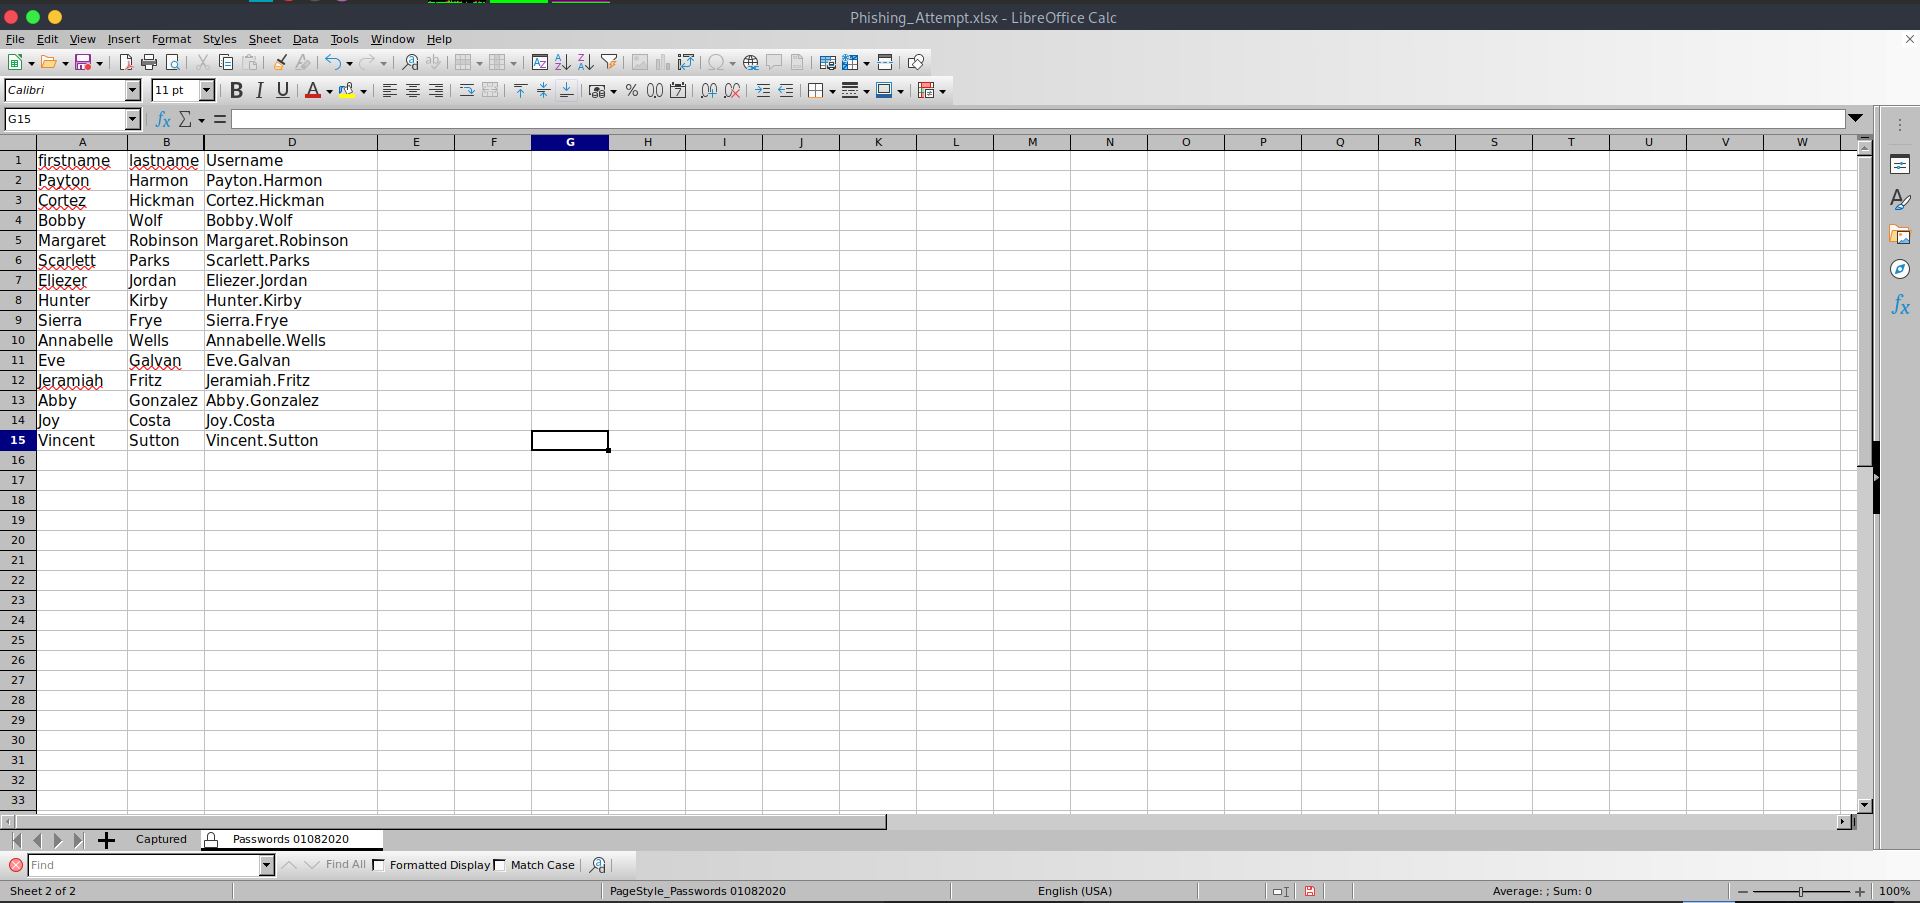 Phishing_Attempt.xlsx - LibreOffice Calc
File Edit View Insert Format Styles Sheet Data Tools Window Help
Calibri 11 pt B I U A % 0.0
G15 fx Σ =
A B D E F G H I J K L M N O P Q R S T U V W
1 firstname lastname Username
2 Payton Harmon Payton.Harmon
3 Cortez Hickman Cortez.Hickman
4 Bobby Wolf Bobby.Wolf
5 Margaret Robinson Margaret.Robinson
6 Scarlett Parks Scarlett.Parks
7 Eliezer Jordan Eliezer.Jordan
8 Hunter Kirby Hunter.Kirby
9 Sierra Frye Sierra.Frye
10 Annabelle Wells Annabelle.Wells
11 Eve Galvan Eve.Galvan
12 Jeramiah Fritz Jeramiah.Fritz
13 Abby Gonzalez Abby.Gonzalez
14 Joy Costa Joy.Costa
15 Vincent Sutton Vincent.Sutton
16
17
18
19
20
21
22
23
24
25
26
27
28
29
30
31
32
33
Captured Passwords 01082020
Find Find All Formatted Display Match Case
Sheet 2 of 2 PageStyle_Passwords 01082020 English (USA) Average: ; Sum: 0 100%